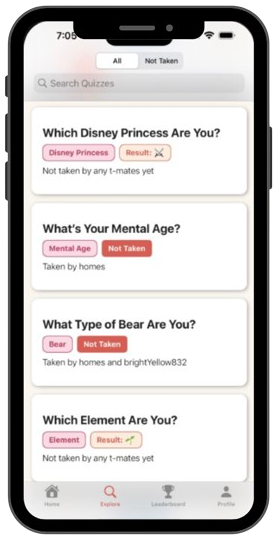 7:05
All Not Taken
Search Quizzes
Which Disney Princess Are You?
Disney Princess Result: ⚔️
Not taken by any t-mates yet
What's Your Mental Age?
Mental Age Not Taken
Taken by homes
What Type of Bear Are You?
Bear Not Taken
Taken by homes and brightYellow832
Which Element Are You?
Element Result: 🌱
Not taken by any t-mates yet
Home Explore Leaderboard Profile